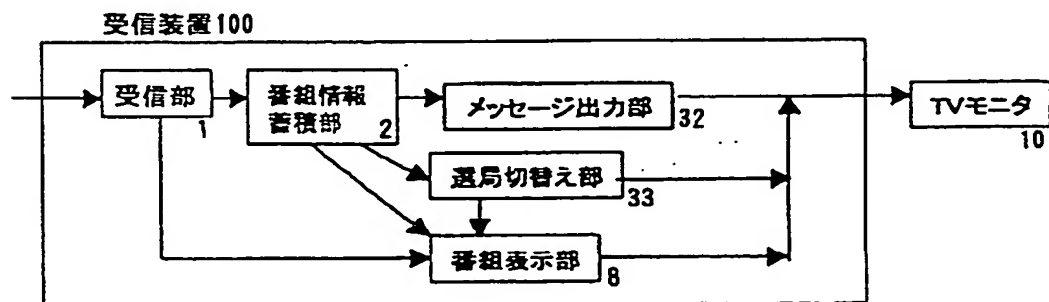 受信装置100
受信部
1
番組情報
蓄積部
2
メッセージ出力部
32
TVモニタ
10
選局切替え部
33
番組表示部
8